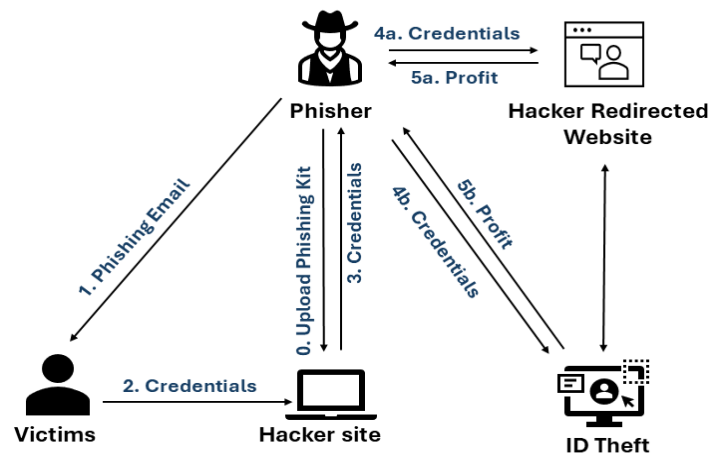 4a. Credentials
5a. Profit
Phisher
Hacker Redirected
Website
1. Phishing Email
0. Upload Phishing Kit
3. Credentials
4b. Credentials
5b. Profit
2. Credentials
Victims
Hacker site
ID Theft